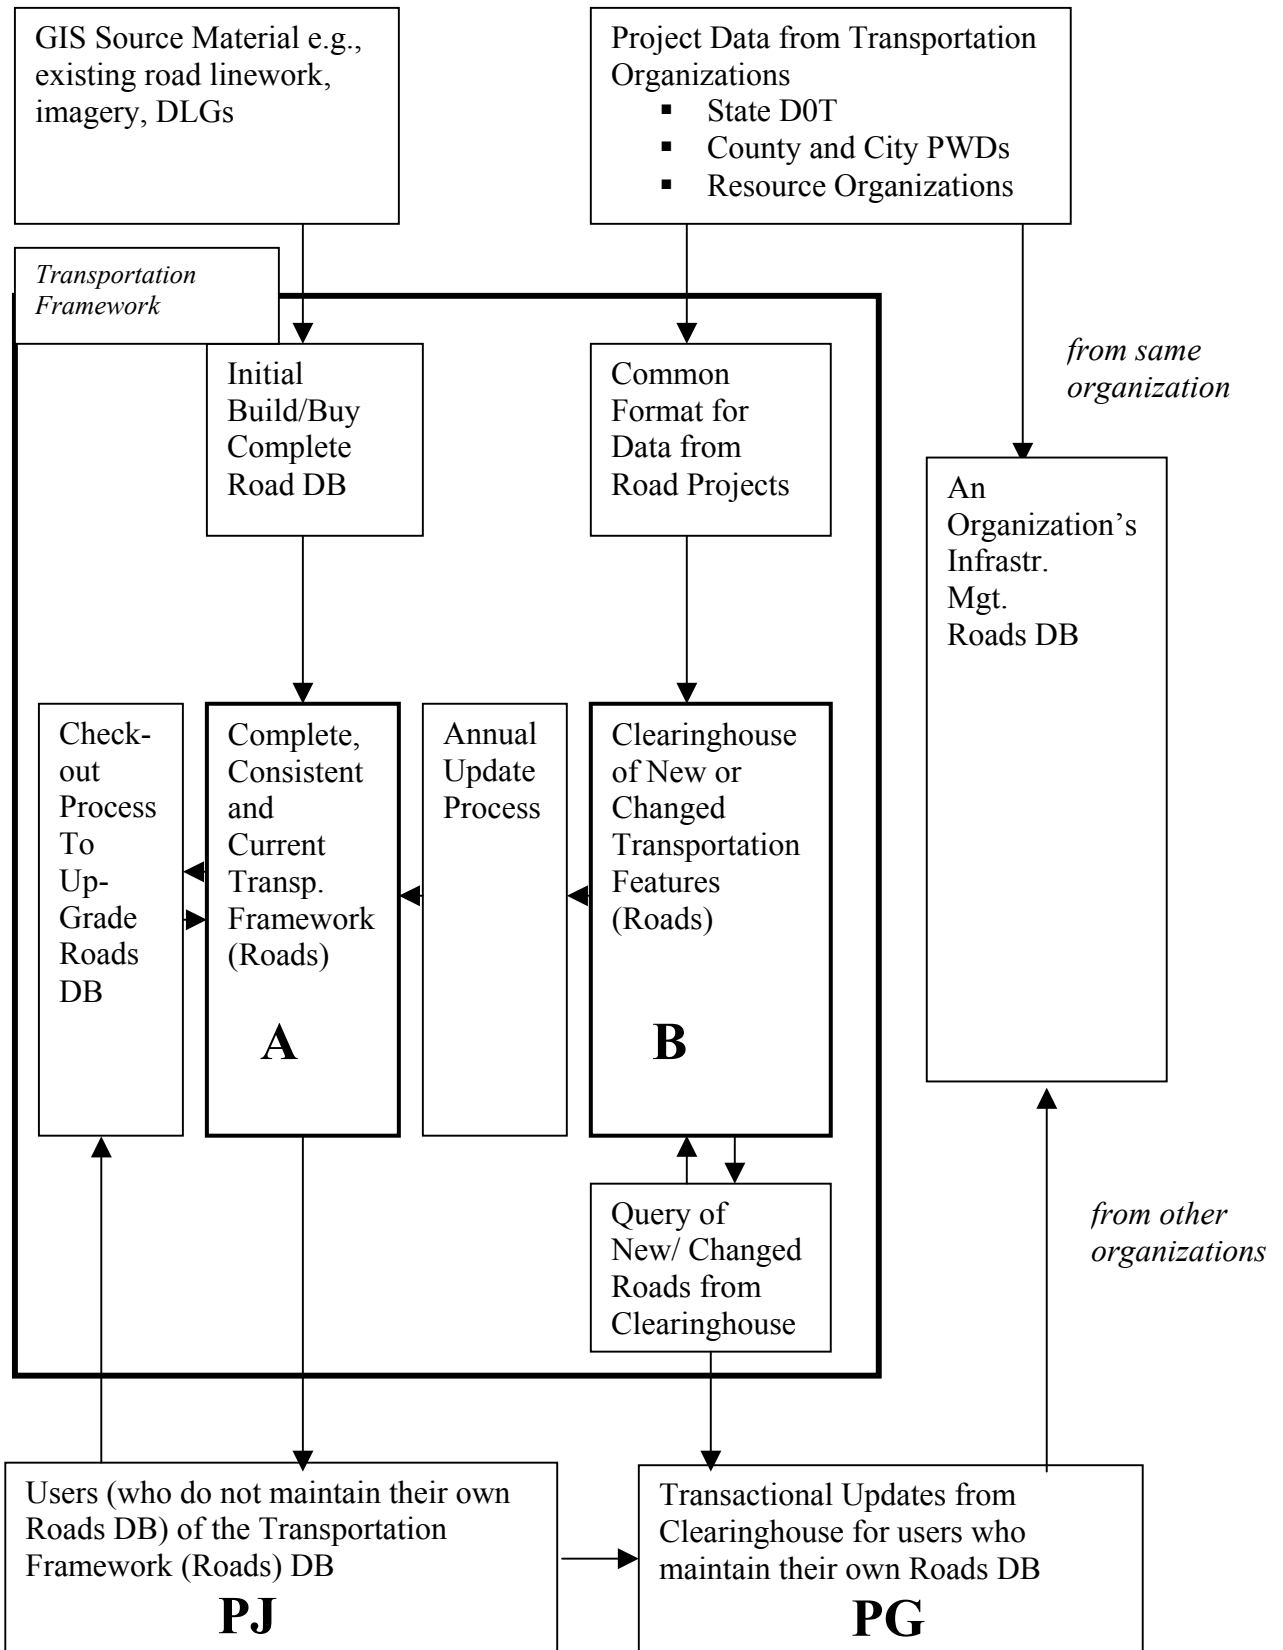 GIS Source Material e.g.,
existing road linework,
imagery, DLGs
Project Data from Transportation
Organizations
▪ State D0T
▪ County and City PWDs
▪ Resource Organizations
Transportation
Framework
Initial
Build/Buy
Complete
Road DB
Common
Format for
Data from
Road Projects
from same
organization
An
Organization’s
Infrastr.
Mgt.
Roads DB
Check-
out
Process
To
Up-
Grade
Roads
DB
Complete,
Consistent
and
Current
Transp.
Framework
(Roads)
A
Annual
Update
Process
Clearinghouse
of New or
Changed
Transportation
Features
(Roads)
B
Query of
New/ Changed
Roads from
Clearinghouse
from other
organizations
Users (who do not maintain their own
Roads DB) of the Transportation
Framework (Roads) DB
PJ
Transactional Updates from
Clearinghouse for users who
maintain their own Roads DB
PG